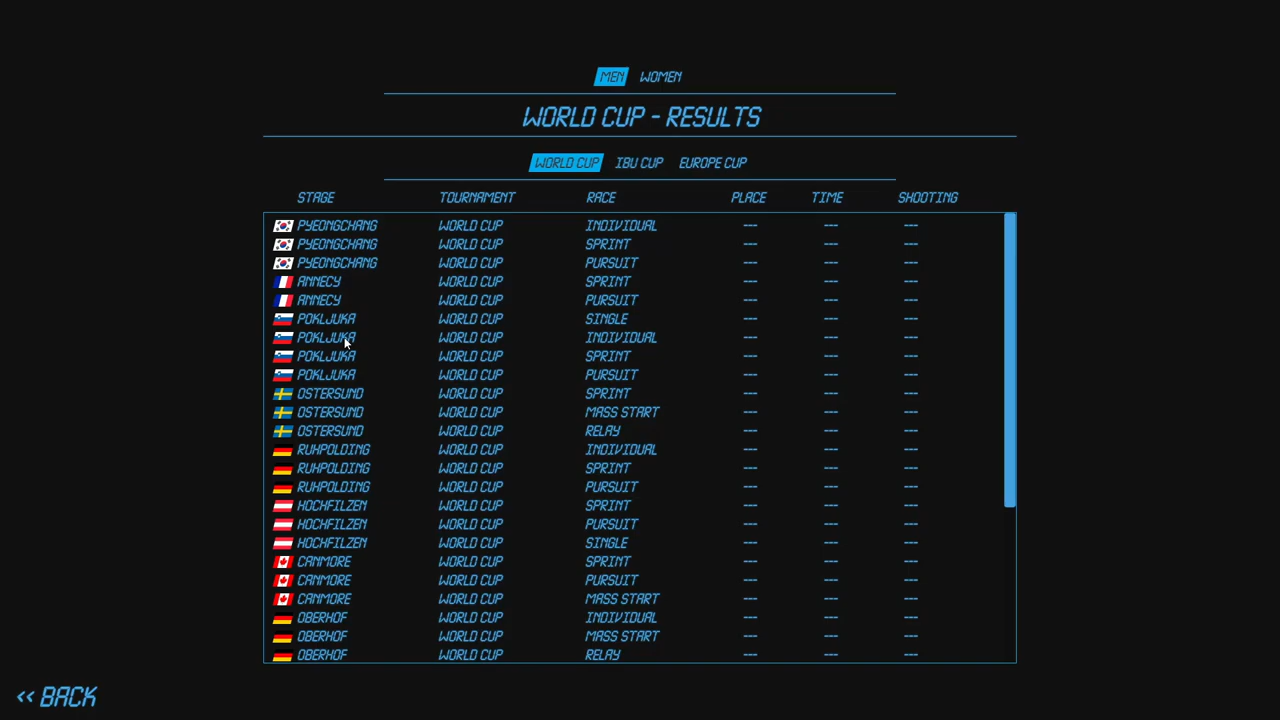 MEN WOMEN
WORLD CUP - RESULTS
WORLD CUP IBU CUP EUROPE CUP
STAGE TOURNAMENT RACE PLACE TIME SHOOTING
PYEONGCHANG WORLD CUP INDIVIDUAL --- --- ---
PYEONGCHANG WORLD CUP SPRINT --- --- ---
PYEONGCHANG WORLD CUP PURSUIT --- --- ---
ANNECY WORLD CUP SPRINT --- --- ---
ANNECY WORLD CUP PURSUIT --- --- ---
POKLJUKA WORLD CUP SINGLE --- --- ---
POKLJUKA WORLD CUP INDIVIDUAL --- --- ---
POKLJUKA WORLD CUP SPRINT --- --- ---
POKLJUKA WORLD CUP PURSUIT --- --- ---
OSTERSUND WORLD CUP SPRINT --- --- ---
OSTERSUND WORLD CUP MASS START --- --- ---
OSTERSUND WORLD CUP RELAY --- --- ---
RUHPOLDING WORLD CUP INDIVIDUAL --- --- ---
RUHPOLDING WORLD CUP SPRINT --- --- ---
RUHPOLDING WORLD CUP PURSUIT --- --- ---
HOCHFILZEN WORLD CUP SPRINT --- --- ---
HOCHFILZEN WORLD CUP PURSUIT --- --- ---
HOCHFILZEN WORLD CUP SINGLE --- --- ---
CANMORE WORLD CUP SPRINT --- --- ---
CANMORE WORLD CUP PURSUIT --- --- ---
CANMORE WORLD CUP MASS START --- --- ---
OBERHOF WORLD CUP INDIVIDUAL --- --- ---
OBERHOF WORLD CUP MASS START --- --- ---
OBERHOF WORLD CUP RELAY --- --- ---
<< BACK